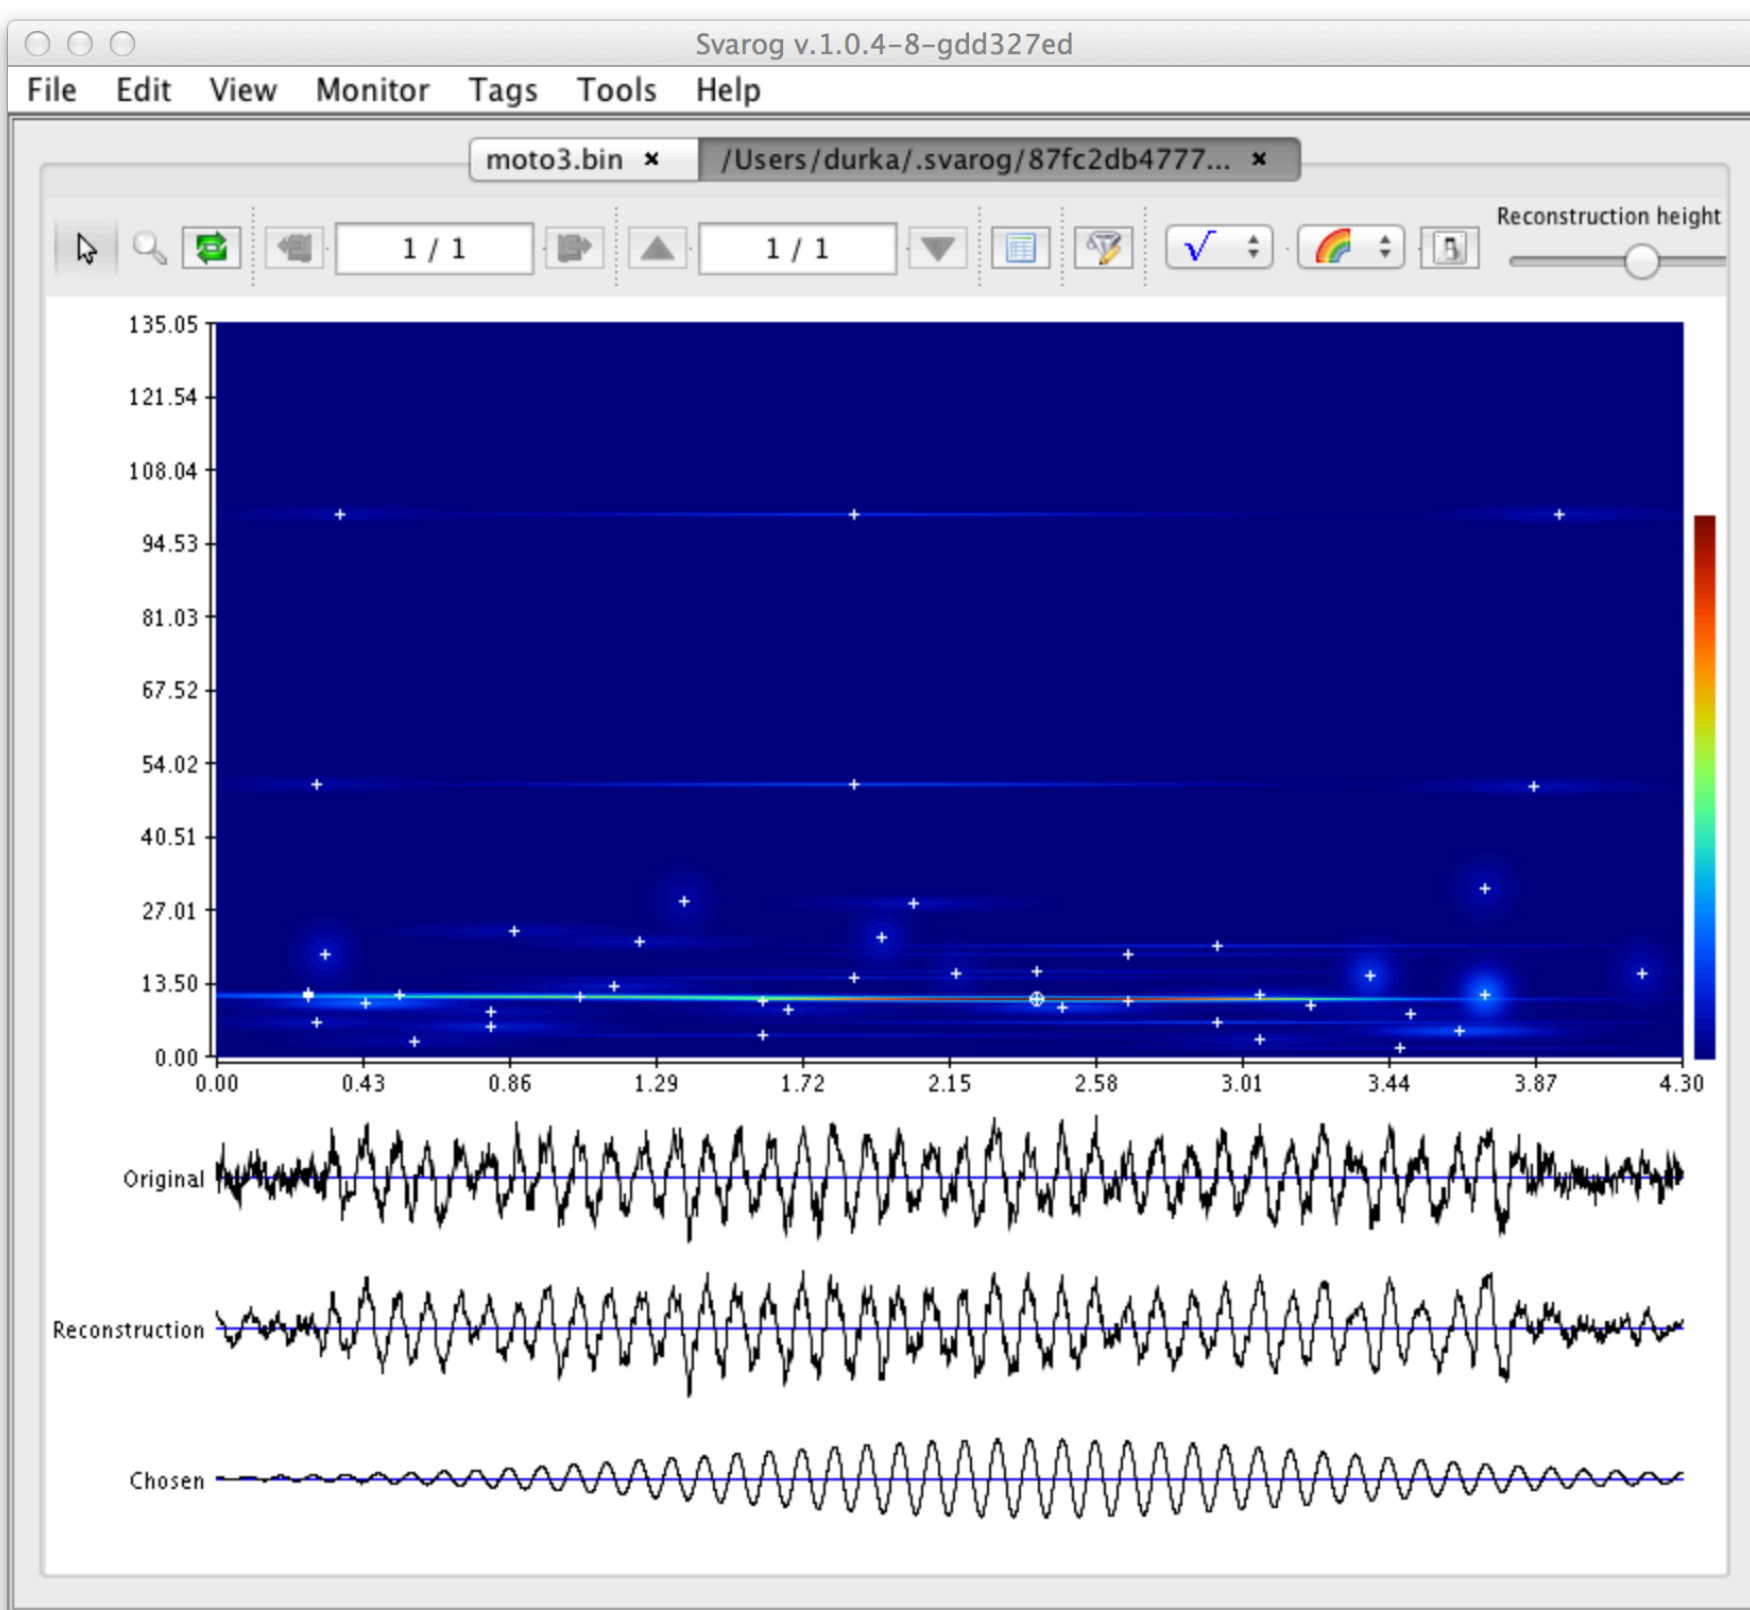 Svarog v.1.0.4-8-gdd327ed
File Edit View Monitor Tags Tools Help
moto3.bin × /Users/durka/.svarog/87fc2db4777... ×
1 / 1 1 / 1 Reconstruction height
135.05
121.54
108.04
94.53
81.03
67.52
54.02
40.51
27.01
13.50
0.00
0.00 0.43 0.86 1.29 1.72 2.15 2.58 3.01 3.44 3.87 4.30
Original
Reconstruction
Chosen